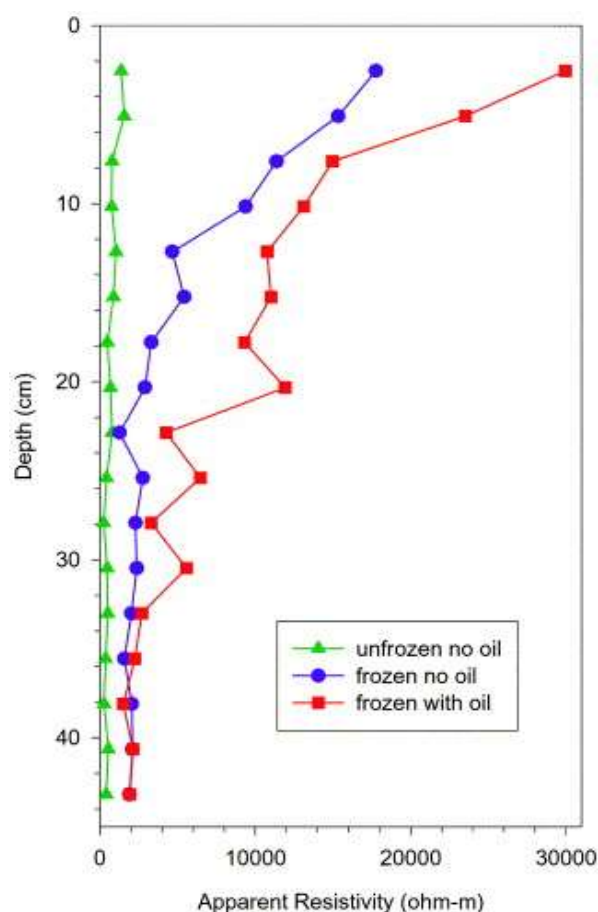 0
10
20
30
40
Depth (cm)
unfrozen no oil
frozen no oil
frozen with oil
0 10000 20000 30000
Apparent Resistivity (ohm-m)